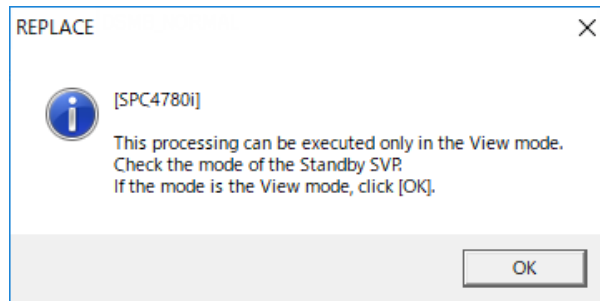 REPLACE
[SPC4780i]
This processing can be executed only in the View mode.
Check the mode of the Standby SVP.
If the mode is the View mode, click [OK].
OK